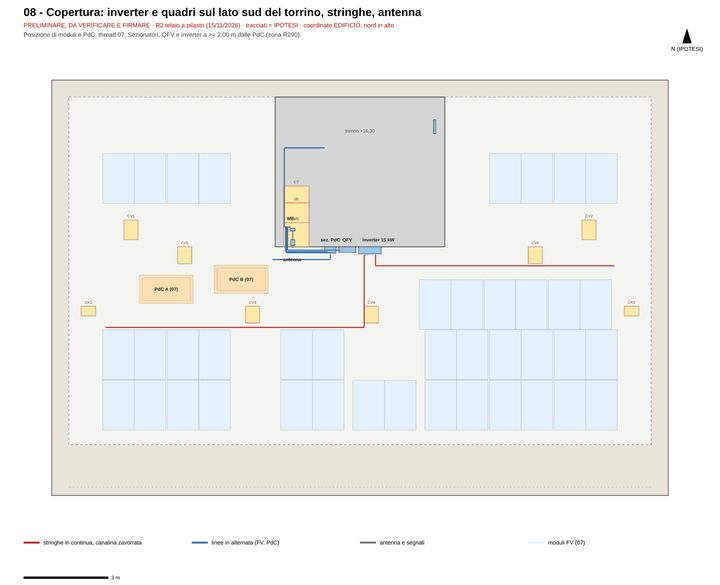 08 - Copertura: inverter e quadri sul lato sud del torrino, stringhe, antenna
PRELIMINARE, DA VERIFICARE E FIRMARE · R2 telaio a pilastri (15/11/2026) · tracciati = IPOTESI · coordinate EDIFICIO, nord in alto
Posizione di moduli e PdC: thread 07. Sezionatori, QFV e inverter a >= 2,00 m dalle PdC (zona R290).
N (IPOTESI)
torrino +16,30
CT
MI
CV1
CV2
sez. PdC QFV
inverter 15 kW
CV5
CV6
antenna
PdC B (07)
PdC A (07)
CK1
CV3
CV4
stringhe in continua, canalina zavorrata
linee in alternata (FV, PdC)
antenna e segnali
moduli FV (07)
3 m